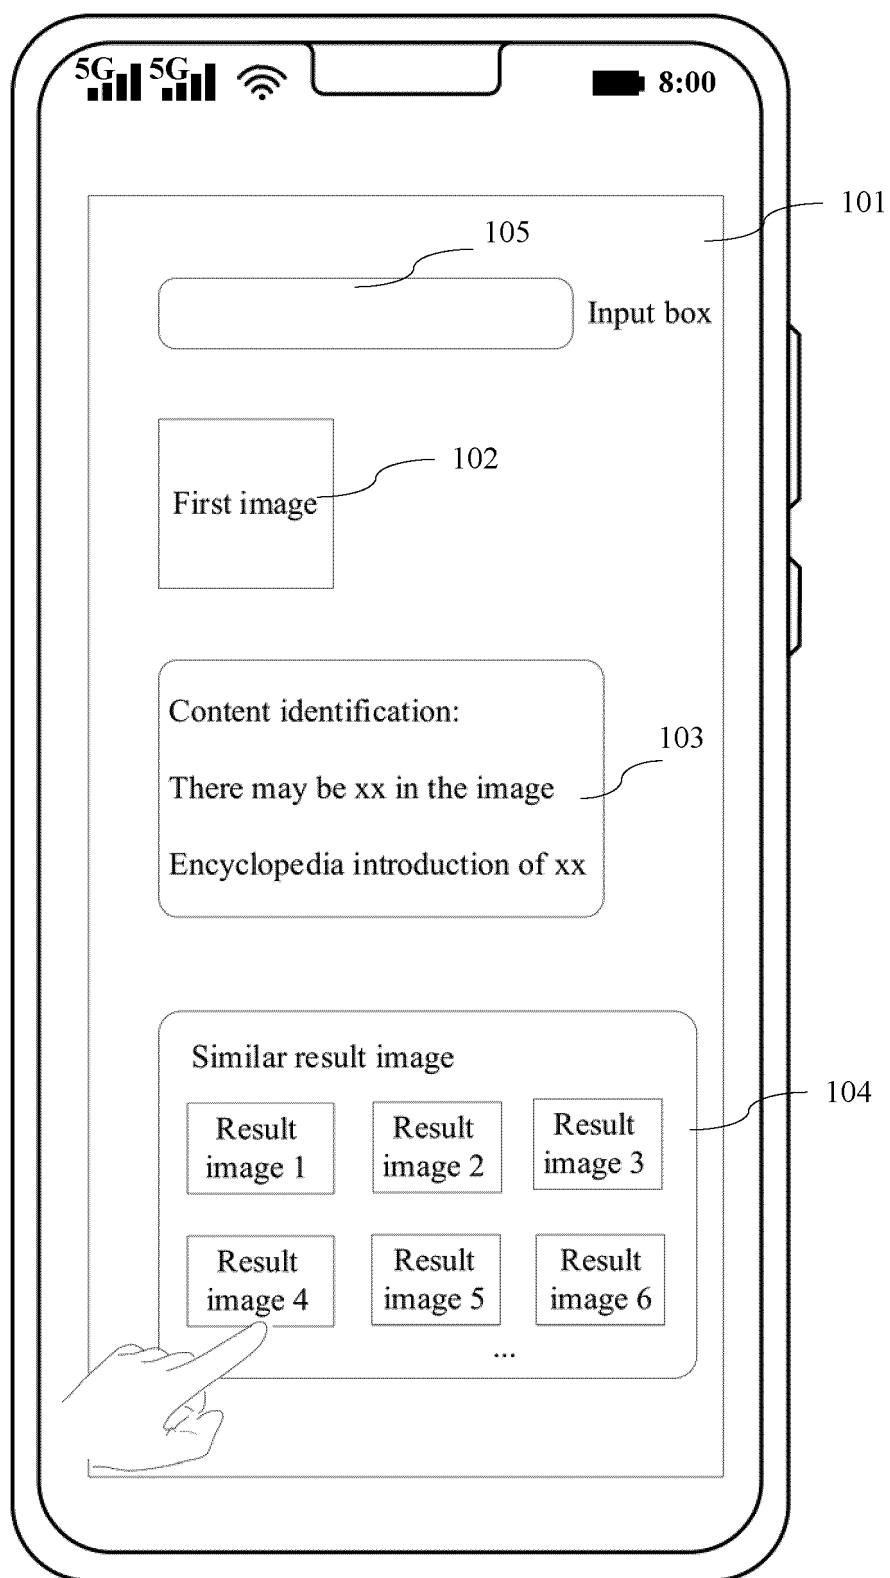 5G 5G 8:00
101
105
Input box
102
First image
Content identification:
103
There may be xx in the image
Encyclopedia introduction of xx
Similar result image
104
Result image 1
Result image 2
Result image 3
Result image 4
Result image 5
Result image 6
...